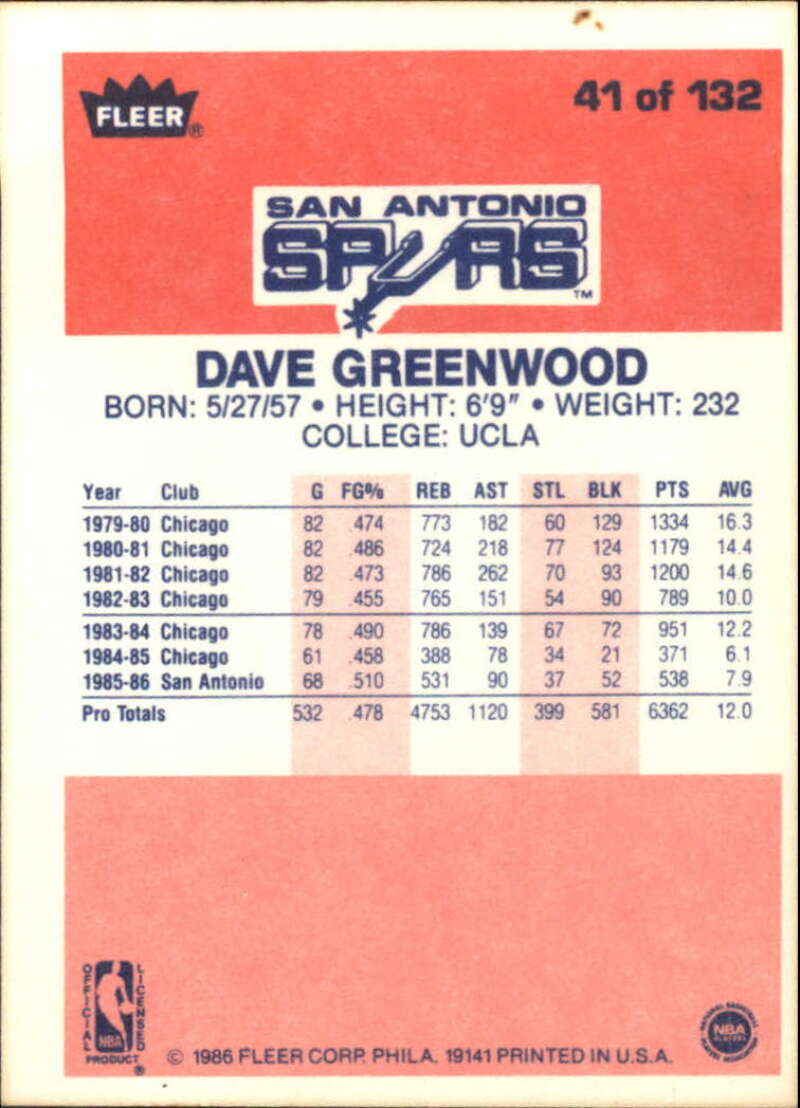 FLEER®
41 of 132
SAN ANTONIO
SPURS
TM
DAVE GREENWOOD
BORN: 5/27/57 • HEIGHT: 6'9" • WEIGHT: 232
COLLEGE: UCLA
Year Club G FG% REB AST STL BLK PTS AVG
1979-80 Chicago 82 .474 773 182 60 129 1334 16.3
1980-81 Chicago 82 .486 724 218 77 124 1179 14.4
1981-82 Chicago 82 .473 786 262 70 93 1200 14.6
1982-83 Chicago 79 .455 765 151 54 90 789 10.0
1983-84 Chicago 78 .490 786 139 67 72 951 12.2
1984-85 Chicago 61 .458 388 78 34 21 371 6.1
1985-86 San Antonio 68 .510 531 90 37 52 538 7.9
Pro Totals 532 .478 4753 1120 399 581 6362 12.0
OFFICIAL
LICENSED
NBA
PRODUCT ®
© 1986 FLEER CORP. PHILA. 19141 PRINTED IN U.S.A.
NATIONAL BASKETBALL
NBA
PLAYERS
PLAYERS ASSOCIATION